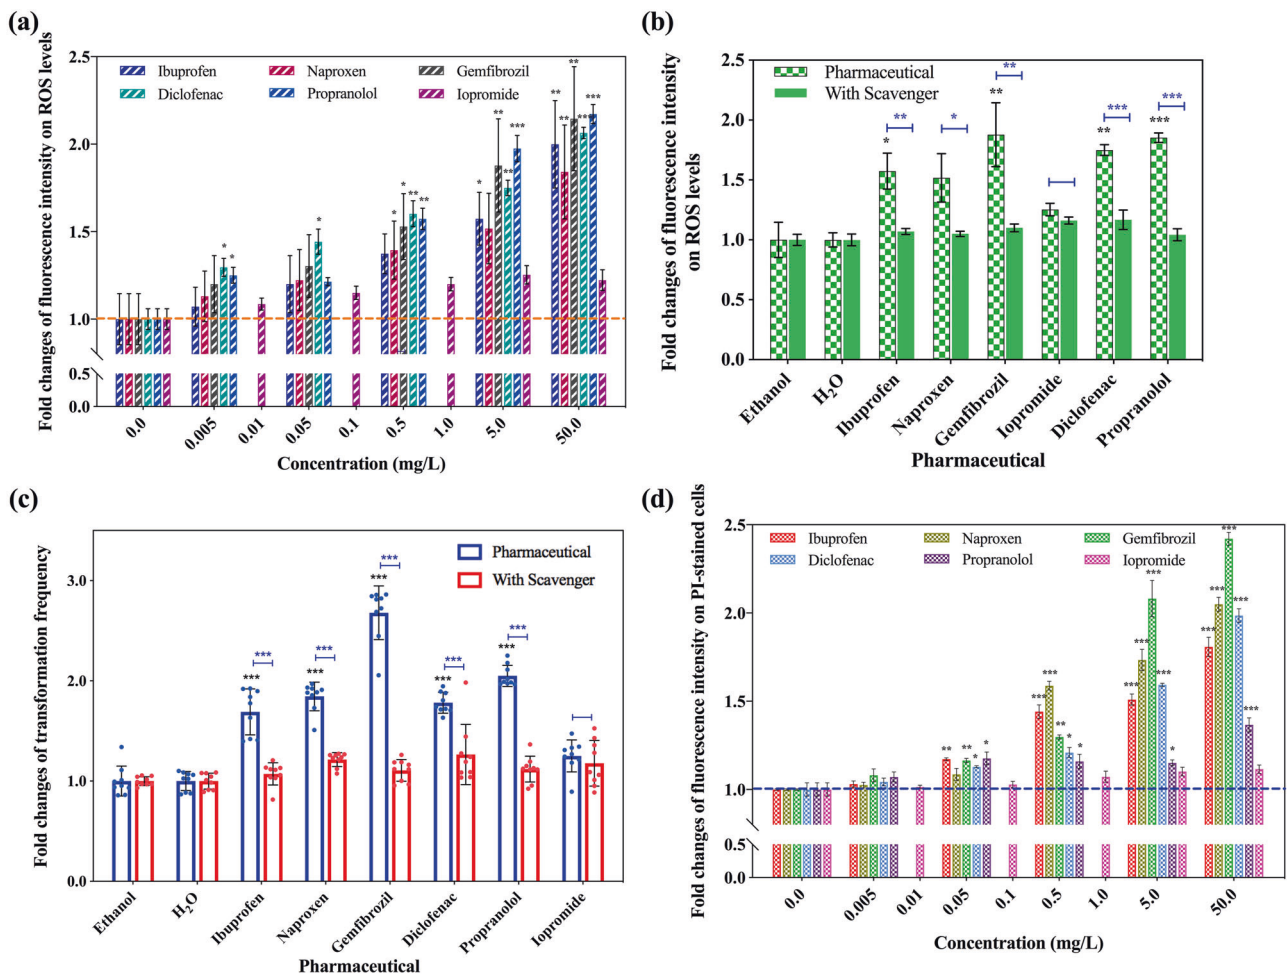 (a)
Fold changes of fluorescence intensity on ROS levels
2.5
2.0
1.5
1.0
0.5
0.0
Ibuprofen Naproxen Gemfibrozil
Diclofenac Propranolol Iopromide
* * * * * * ** ** * ** *** ** ** ** *** ***
0.0 0.005 0.01 0.05 0.1 0.5 1.0 5.0 50.0
Concentration (mg/L)
(b)
Fold changes of fluorescence intensity
on ROS levels
2.5
2.0
1.5
1.0
0.5
0.0
Pharmaceutical
With Scavenger
* ** * ** ** ** *** *** ***
Ethanol H2O Ibuprofen Naproxen Gemfibrozil Iopromide Diclofenac Propranolol
Pharmaceutical
(c)
Fold changes of transformation frequency
3.0
2.0
1.0
0.0
Pharmaceutical
With Scavenger
*** *** *** *** *** *** *** *** *** ***
Ethanol H2O Ibuprofen Naproxen Gemfibrozil Diclofenac Propranolol Iopromide
Pharmaceutical
(d)
Fold changes of fluorescence intensity on PI-stained cells
2.5
2.0
1.5
1.0
0.5
0.0
Ibuprofen Naproxen Gemfibrozil
Diclofenac Propranolol Iopromide
** ** * * *** *** ** * * *** *** *** *** * *** *** *** *** ***
0.0 0.005 0.01 0.05 0.1 0.5 1.0 5.0 50.0
Concentration (mg/L)